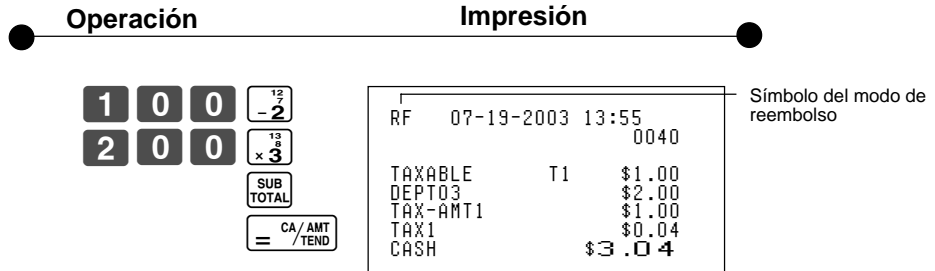 Operación Impresión
1 0 0 12 7 - 2
2 0 0 13 8 × 3
SUB TOTAL
= CA/AMT /TEND
RF 07-19-2003 13:55
0040
TAXABLE T1 $1.00
DEPT03 $2.00
TAX-AMT1 $1.00
TAX1 $0.04
CASH $3.04
Símbolo del modo de
reembolso